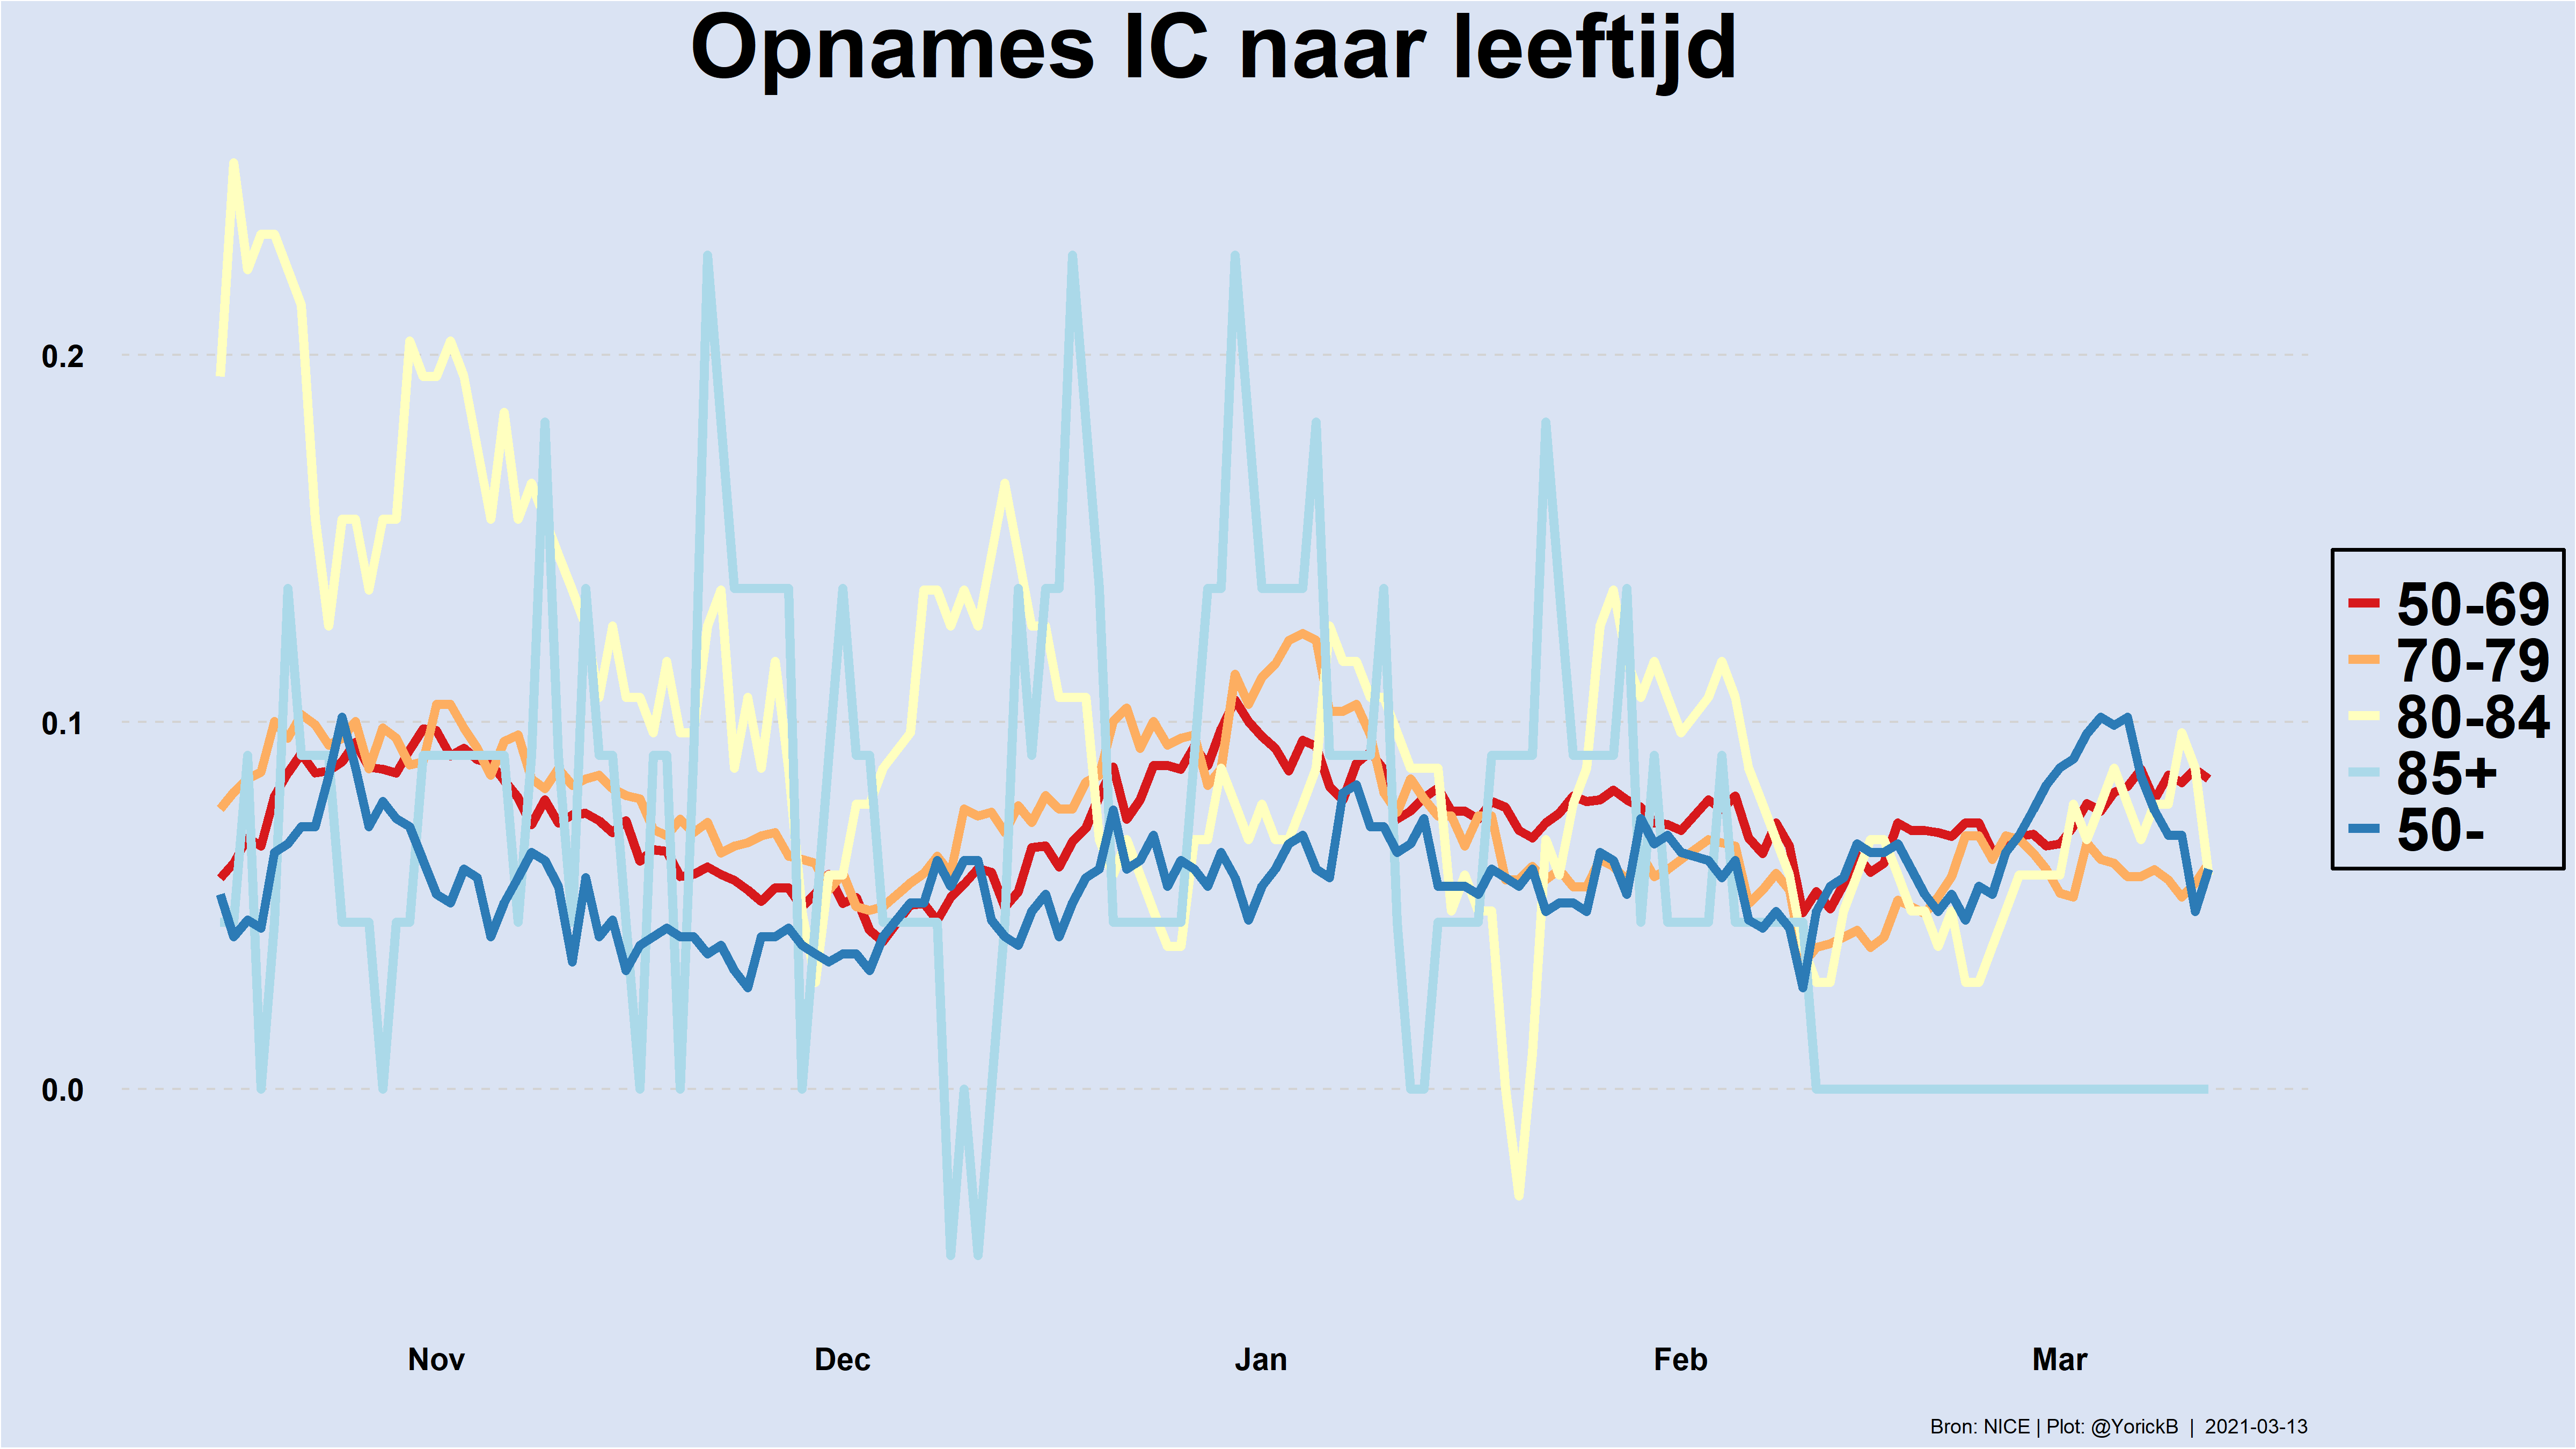 Opnames IC naar leeftijd
0.2
0.1
0.0
Nov Dec Jan Feb Mar
50-69
70-79
80-84
85+
50-
Bron: NICE | Plot: @YorickB | 2021-03-13